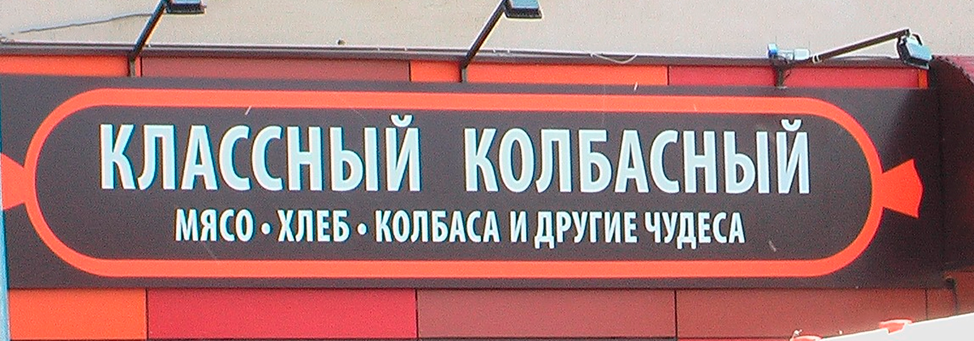 КЛАССНЫЙ КОЛБАСНЫЙ
МЯСО • ХЛЕБ • КОЛБАСА И ДРУГИЕ ЧУДЕСА